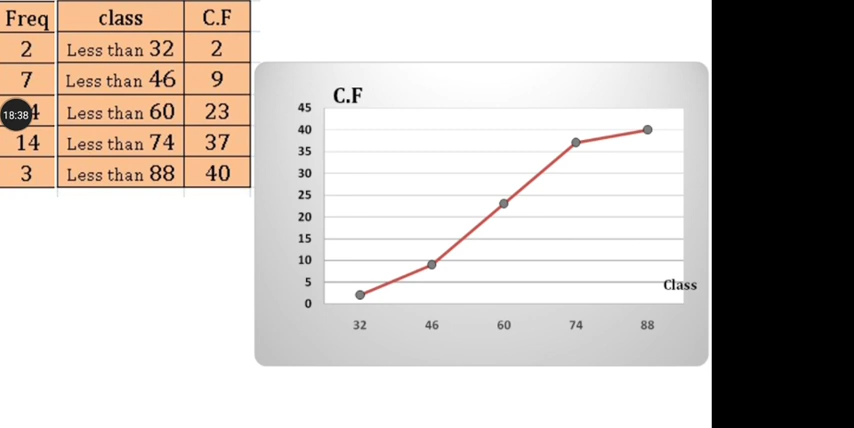 Freq class C.F
2 Less than 32 2
7 Less than 46 9
18:38 4 Less than 60 23
14 Less than 74 37
3 Less than 88 40
C.F
45
40
35
30
25
20
15
10
5
0
Class
32 46 60 74 88